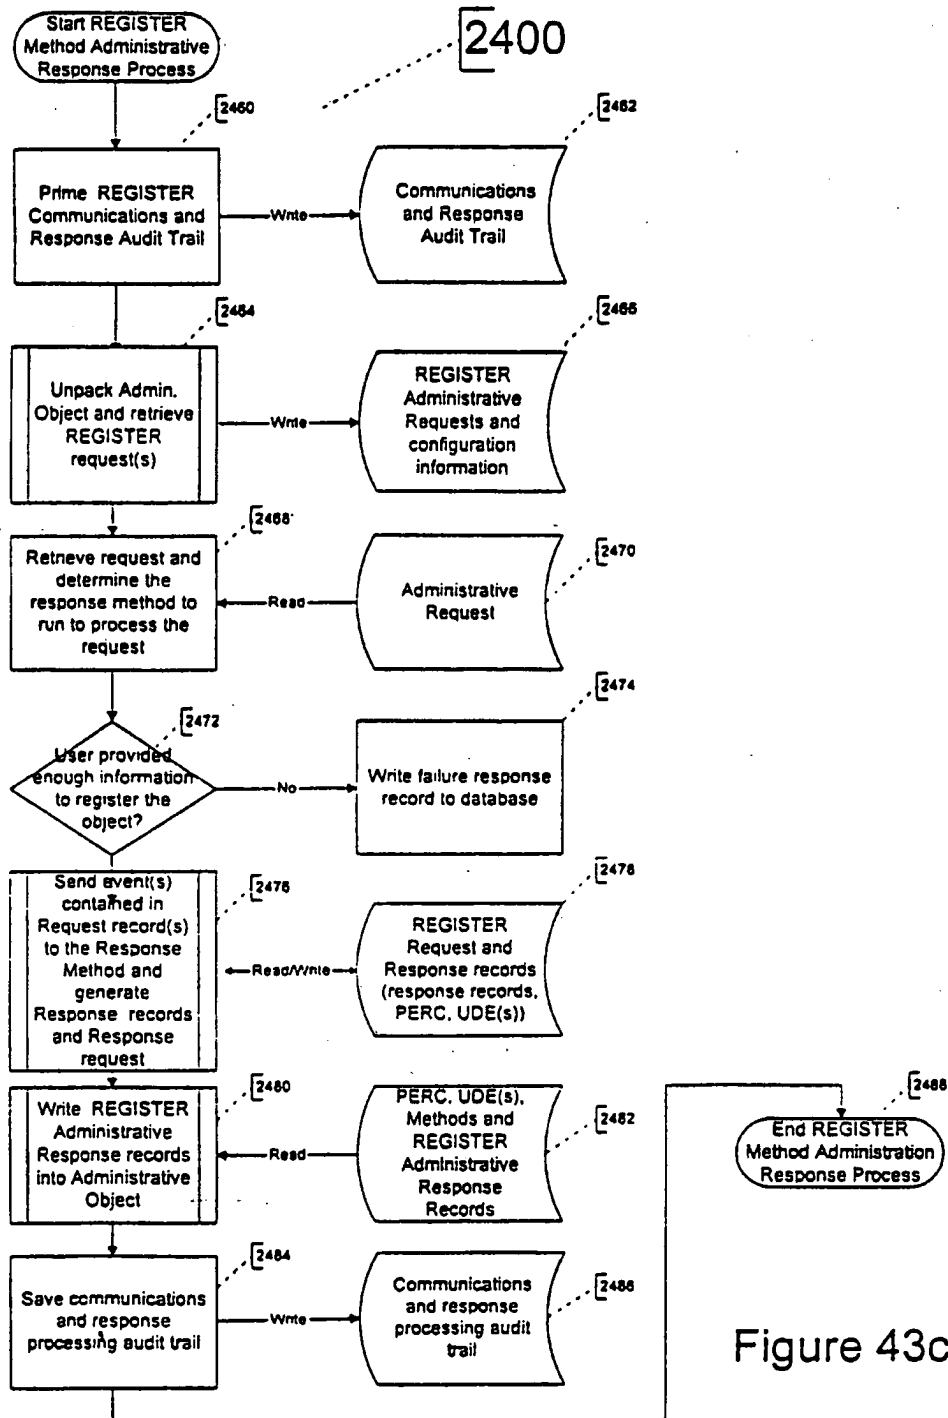 Start REGISTER
Method Administrative
Response Process
2400
2460
2462
Prime REGISTER
Communications and
Response Audit Trail
Write
Communications
and Response
Audit Trail
2464
2466
Unpack Admin.
Object and retrieve
REGISTER
request(s)
Write
REGISTER
Administrative
Requests and
configuration
information
2468
2470
Retrieve request and
determine the
response method to
run to process the
request
Read
Administrative
Request
2472
2474
User provided
enough information
to register the
object?
No
Write failure response
record to database
2476
2478
Send event(s)
contained in
Request record(s)
to the Response
Method and
generate
Response records
and Response
request
Read/Write
REGISTER
Request and
Response records
(response records,
PERC, UDE(s))
2480
2482
Write REGISTER
Administrative
Response records
into Administrative
Object
Read
PERC, UDE(s),
Methods and
REGISTER
Administrative
Response
Records
2488
End REGISTER
Method Administration
Response Process
2484
2486
Save communications
and response
processing audit trail
Write
Communications
and response
processing audit
trail
Figure 43c